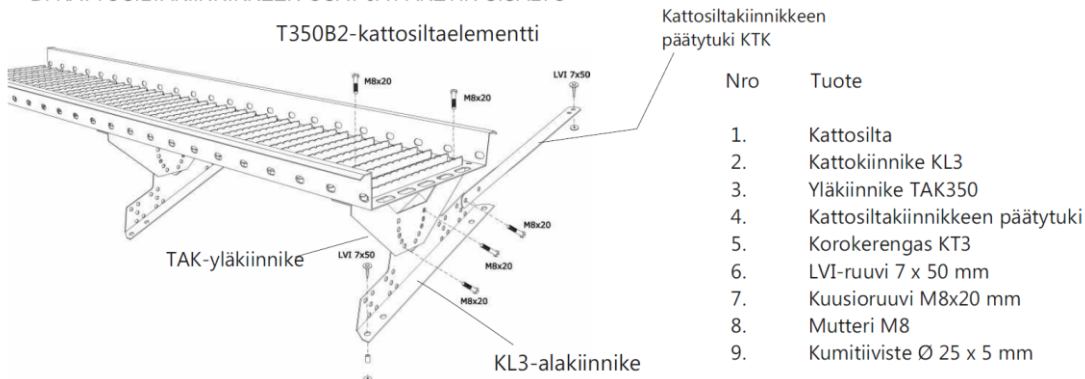 Kattosiltakiinnikkeen
päätytuki KTK
T350B2-kattosiltaelementti
M8x20
M8x20
LVI 7x50
M8x20
M8x20
M8x20
TAK-yläkiinnike
LVI 7x50
KL3-alakiinnike
Nro Tuote
1. Kattosilta
2. Kattokiinnike KL3
3. Yläkiinnike TAK350
4. Kattosiltakiinnikkeen päätytuki
5. Korokerengas KT3
6. LVI-ruuvi 7 x 50 mm
7. Kuusioruuvi M8x20 mm
8. Mutteri M8
9. Kumitiiviste Ø 25 x 5 mm